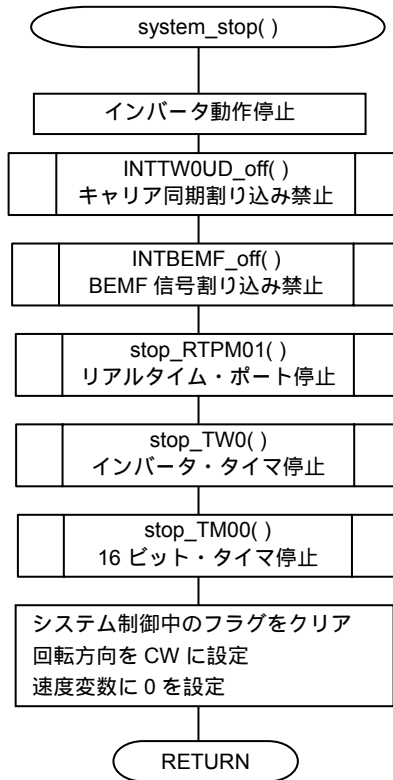 system_stop( )
インバータ動作停止
INTTW0UD_off( )
キャリア同期割り込み禁止
INTBEMF_off( )
BEMF 信号割り込み禁止
stop_RTPM01( )
リアルタイム・ポート停止
stop_TW0( )
インバータ・タイマ停止
stop_TM00( )
16 ビット・タイマ停止
システム制御中のフラグをクリア
回転方向を CW に設定
速度変数に 0 を設定
RETURN